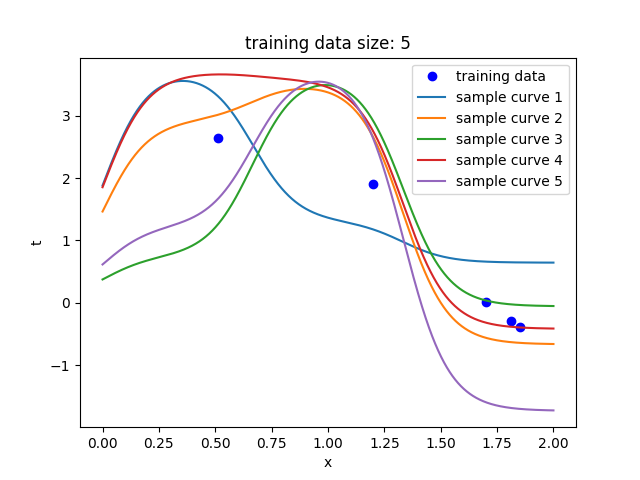 training data size: 5
training data
sample curve 1
sample curve 2
sample curve 3
sample curve 4
sample curve 5
t
3
2
1
0
−1
0.00 0.25 0.50 0.75 1.00 1.25 1.50 1.75 2.00
x